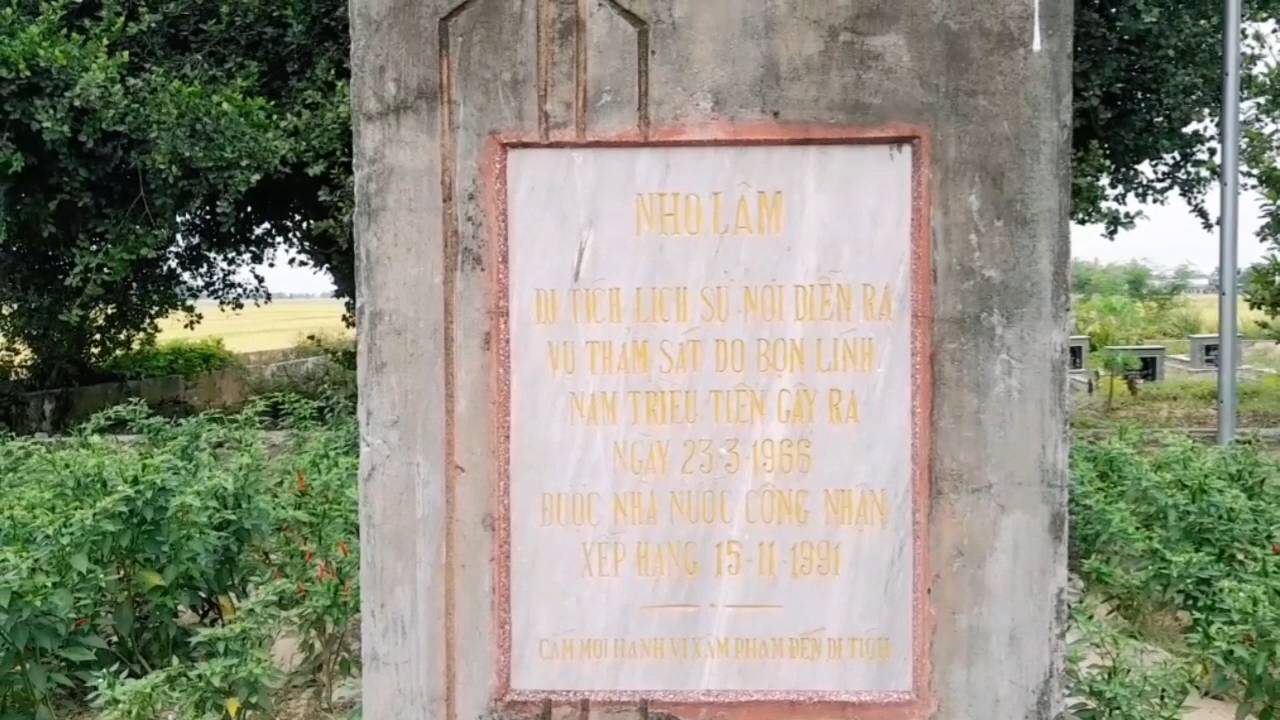 NHO LÂM
DI TÍCH LỊCH SỬ NƠI DIỄN RA
VỤ THẢM SÁT DO BỌN LÍNH
NAM TRIỀU TIÊN GÂY RA
NGÀY 23-3-1966
ĐƯỢC NHÀ NƯỚC CÔNG NHẬN
XẾP HẠNG 15-11-1991
CẤM MỌI HÀNH VI XÂM PHẠM ĐẾN DI TÍCH